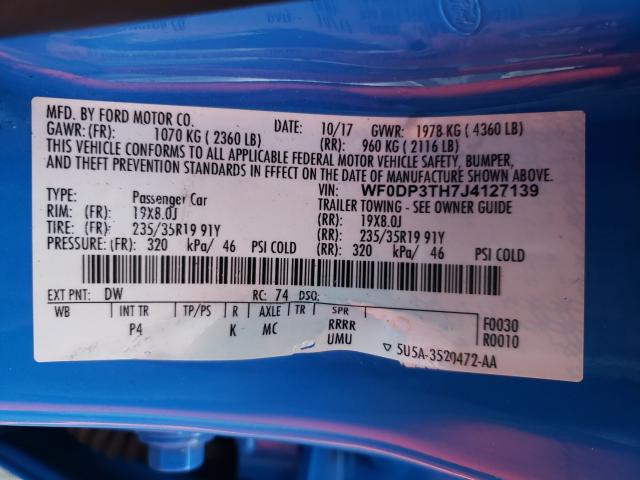 MFD. BY FORD MOTOR CO.
DATE: 10/17 GVWR: 1978 KG ( 4360 LB)
GAWR:(FR): 1070 KG ( 2360 LB) (RR): 960 KG ( 2116 LB)
THIS VEHICLE CONFORMS TO ALL APPLICABLE FEDERAL MOTOR VEHICLE SAFETY, BUMPER,
AND THEFT PREVENTION STANDARDS IN EFFECT ON THE DATE OF MANUFACTURE SHOWN ABOVE.
VIN: WF0DP3TH7J4127139
TYPE: Passenger Car TRAILER TOWING - SEE OWNER GUIDE
RIM: (FR): 19X8.0J (RR): 19X8.0J
TIRE: (FR): 235/35R19 91Y (RR): 235/35R19 91Y
PRESSURE: (FR): 320 kPa/ 46 PSI COLD (RR): 320 kPa/ 46 PSI COLD
EXT PNT: DW RC: 74 DSO:
WB INT TR TP/PS R AXLE TR SPR
P4 K MC RRRR F0030
UMU R0010
▽ 5U5A-3520472-AA
Ford